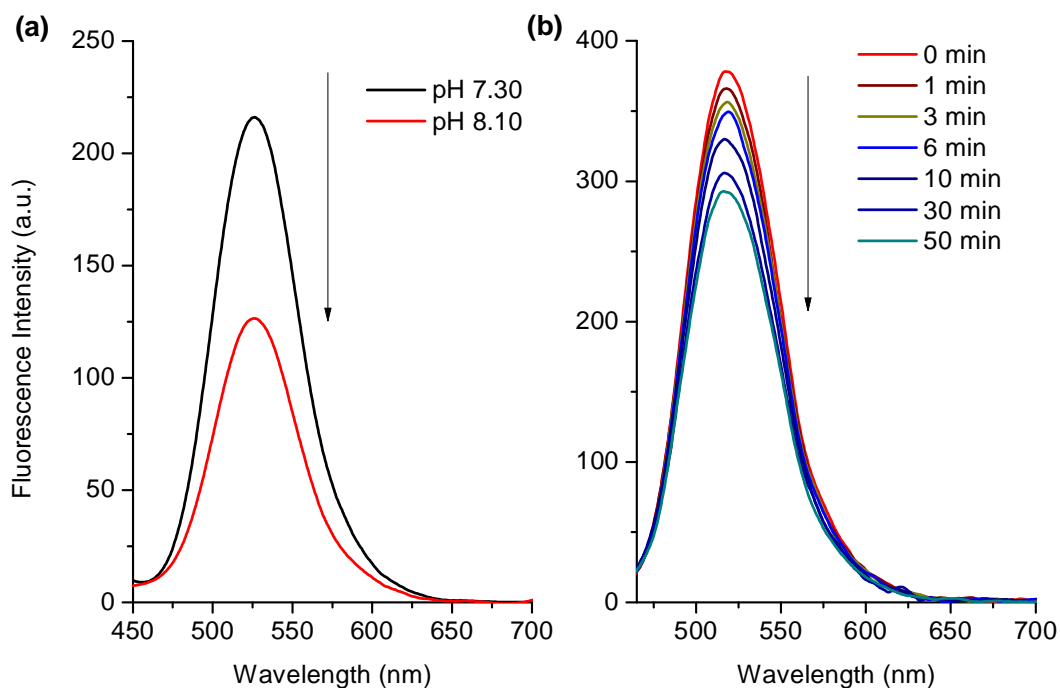 (a)
250
200
150
100
50
0
450 500 550 600 650 700
Wavelength (nm)
Fluorescence Intensity (a.u.)
pH 7.30
pH 8.10
(b)
400
300
200
100
0
500 550 600 650 700
Wavelength (nm)
0 min
1 min
3 min
6 min
10 min
30 min
50 min